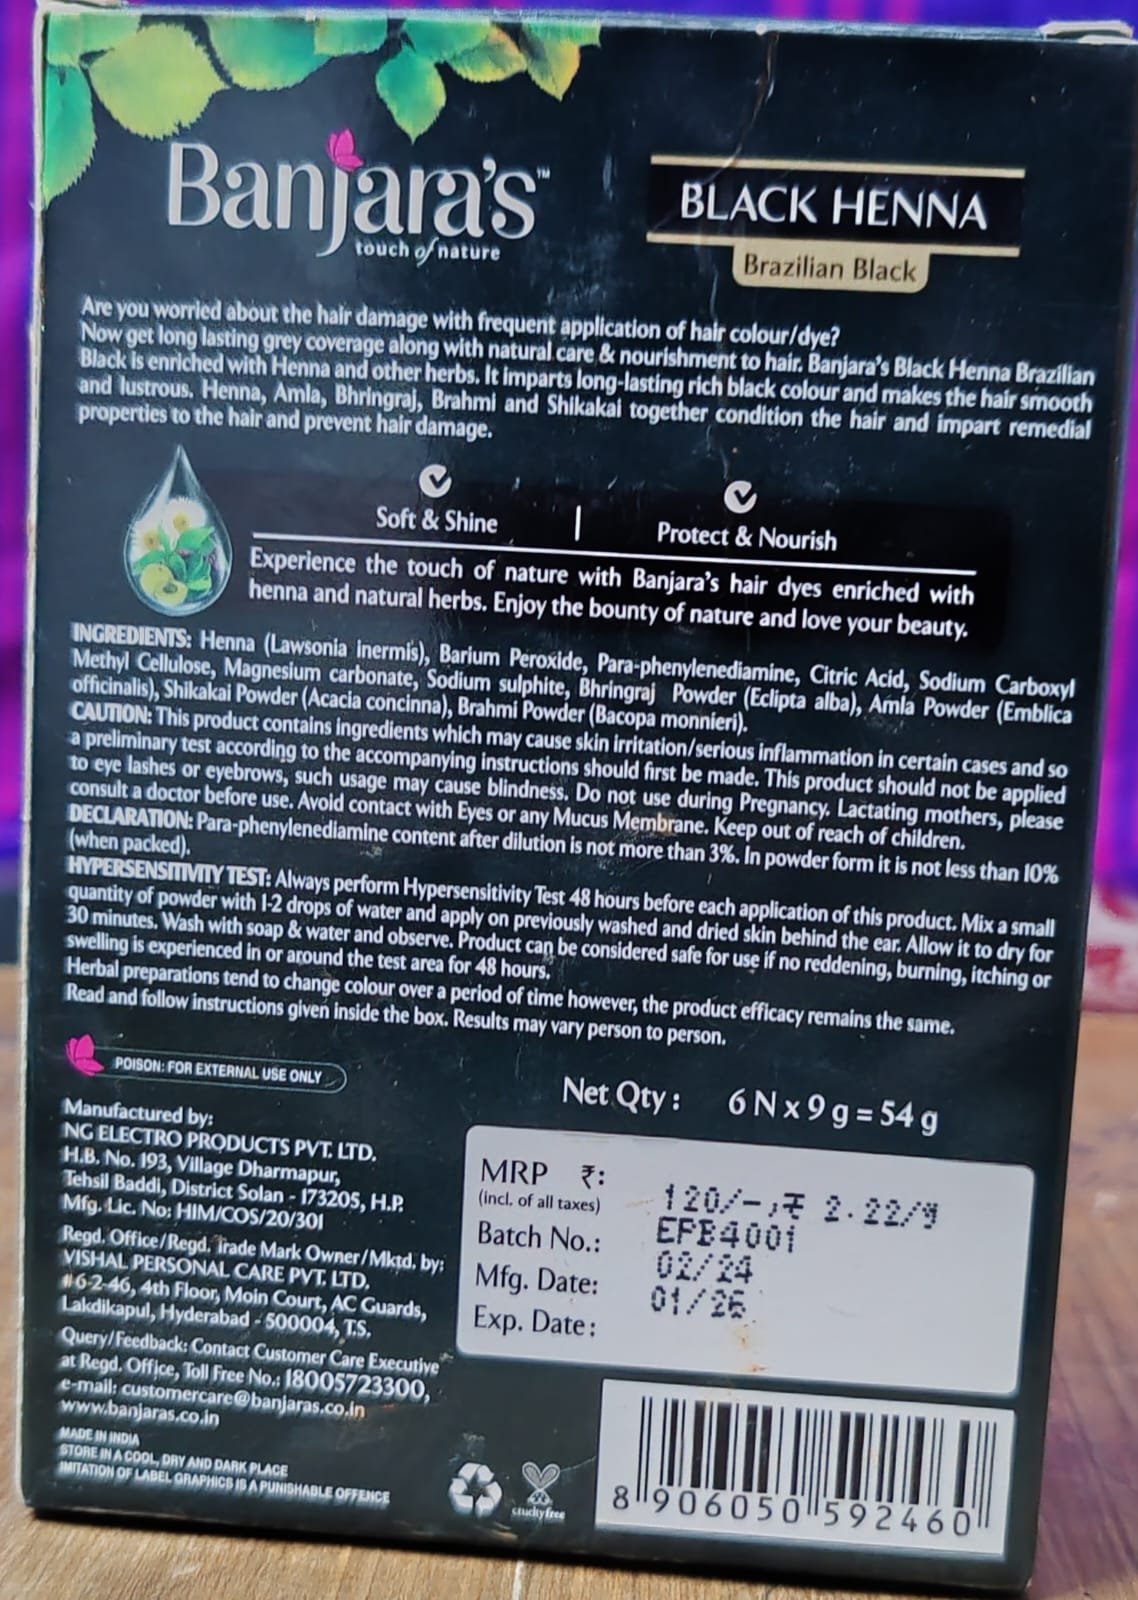 Banjara's™
touch of nature
BLACK HENNA
Brazilian Black
Are you worried about the hair damage with frequent application of hair colour/dye?
Now get long lasting grey coverage along with natural care & nourishment to hair. Banjara's Black Henna Brazilian
Black is enriched with Henna and other herbs. It imparts long-lasting rich black colour and makes the hair smooth
and lustrous. Henna, Amla, Bhringraj, Brahmi and Shikakai together condition the hair and impart remedial
properties to the hair and prevent hair damage.
Soft & Shine | Protect & Nourish
Experience the touch of nature with Banjara's hair dyes enriched with
henna and natural herbs. Enjoy the bounty of nature and love your beauty.
INGREDIENTS: Henna (Lawsonia inermis), Barium Peroxide, Para-phenylenediamine, Citric Acid, Sodium Carboxyl
Methyl Cellulose, Magnesium carbonate, Sodium sulphite, Bhringraj Powder (Eclipta alba), Amla Powder (Emblica
officinalis), Shikakai Powder (Acacia concinna), Brahmi Powder (Bacopa monnieri).
CAUTION: This product contains ingredients which may cause skin irritation/serious inflammation in certain cases and so
a preliminary test according to the accompanying instructions should first be made. This product should not be applied
to eye lashes or eyebrows, such usage may cause blindness. Do not use during Pregnancy. Lactating mothers, please
consult a doctor before use. Avoid contact with Eyes or any Mucus Membrane. Keep out of reach of children.
DECLARATION: Para-phenylenediamine content after dilution is not more than 3%. In powder form it is not less than 10%
(when packed).
HYPERSENSITIVITY TEST: Always perform Hypersensitivity Test 48 hours before each application of this product. Mix a small
quantity of powder with 1-2 drops of water and apply on previously washed and dried skin behind the ear. Allow it to dry for
30 minutes. Wash with soap & water and observe. Product can be considered safe for use if no reddening, burning, itching or
swelling is experienced in or around the test area for 48 hours.
Herbal preparations tend to change colour over a period of time however, the product efficacy remains the same.
Read and follow instructions given inside the box. Results may vary person to person.
POISON: FOR EXTERNAL USE ONLY
Net Qty : 6 N x 9 g = 54 g
Manufactured by:
NG ELECTRO PRODUCTS PVT. LTD.
H.B. No. 193, Village Dharmapur,
Tehsil Baddi, District Solan - 173205, H.P.
Mfg. Lic. No: HIM/COS/20/301
Regd. Office/Regd. Trade Mark Owner/Mktd. by:
VISHAL PERSONAL CARE PVT. LTD.
#6-2-46, 4th Floor, Moin Court, AC Guards,
Lakdikapul, Hyderabad - 500004, T.S.
Query/Feedback: Contact Customer Care Executive
at Regd. Office, Toll Free No.: 18005723300,
e-mail: customercare@banjaras.co.in
www.banjaras.co.in
MADE IN INDIA
STORE IN A COOL, DRY AND DARK PLACE
IMITATION OF LABEL GRAPHICS IS A PUNISHABLE OFFENCE
MRP ₹: 120/-,₹ 2.22/g
(incl. of all taxes)
Batch No.: EFB4001
Mfg. Date: 02/24
Exp. Date: 01/26
crueltyfree
8 906050 592460